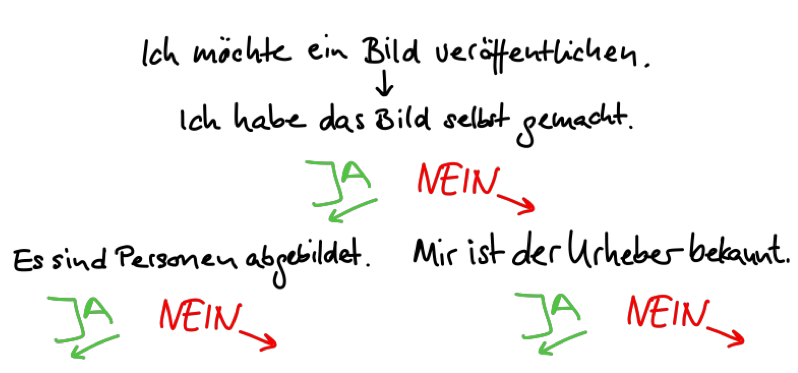 Ich möchte ein Bild veröffentlichen.
Ich habe das Bild selbst gemacht.
JA NEIN
Es sind Personen abgebildet. Mir ist der Urheber bekannt.
JA NEIN JA NEIN